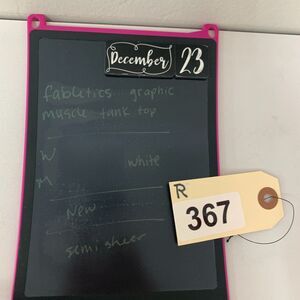 December 23
fabletics graphic
muscle tank top
W white
M
New
semi sheer
R
367